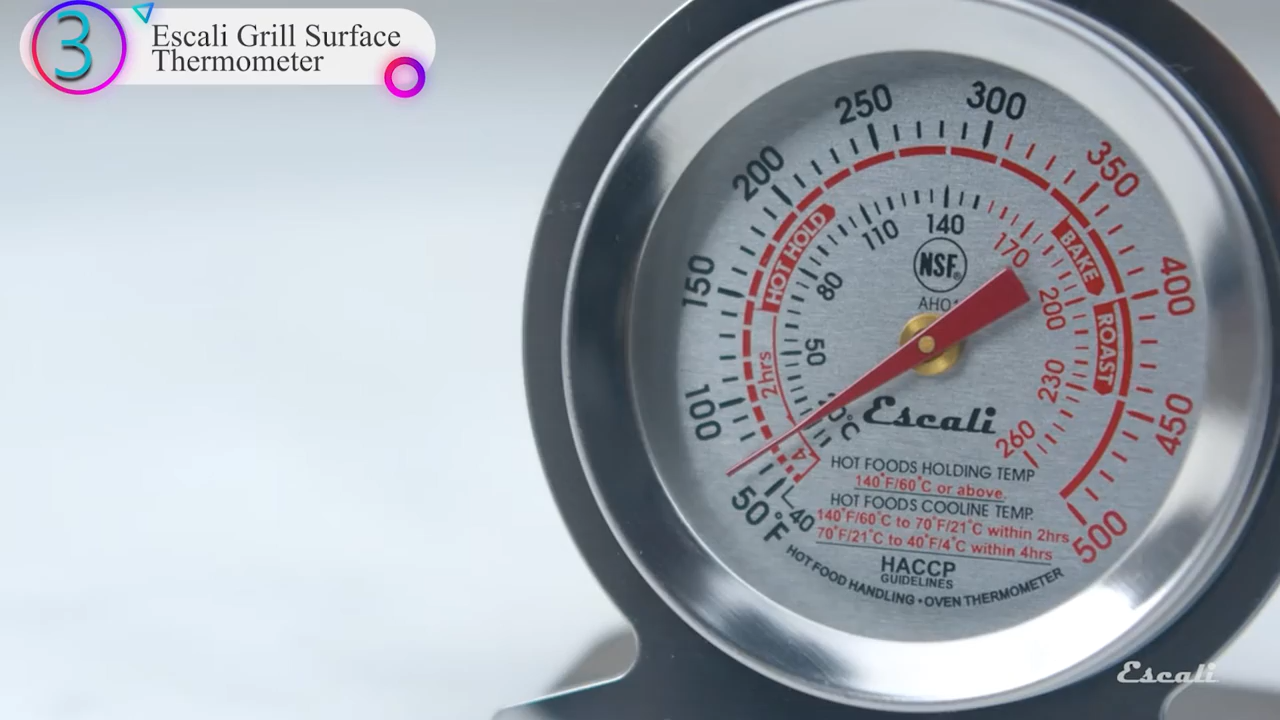 3
Escali Grill Surface
Thermometer
50°F
100
150
200
250
300
350
400
450
500
40
HOT HOLD
BAKE
ROAST
2hrs
4
50
80
110
140
170
200
230
260
NSF®
Escali
HOT FOODS HOLDING TEMP
140°F/60°C or above.
HOT FOODS COOLINE TEMP.
140°F/60°C to 70°F/21°C within 2hrs
70°F/21°C to 40°F/4°C within 4hrs
HACCP
GUIDELINES
HOT FOOD HANDLING • OVEN THERMOMETER
Escali